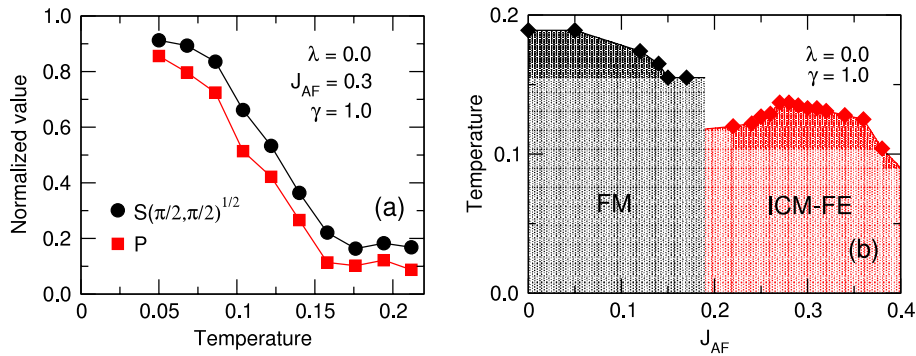 1.0
0.8
0.6
0.4
0.2
0.0
Normalized value
λ = 0.0
J_AF = 0.3
γ = 1.0
S(π/2,π/2)^1/2
P
(a)
0 0.05 0.1 0.15 0.2
Temperature
0.2
0.1
0.0
Temperature
λ = 0.0
γ = 1.0
FM
ICM-FE
(b)
0 0.1 0.2 0.3 0.4
J_AF